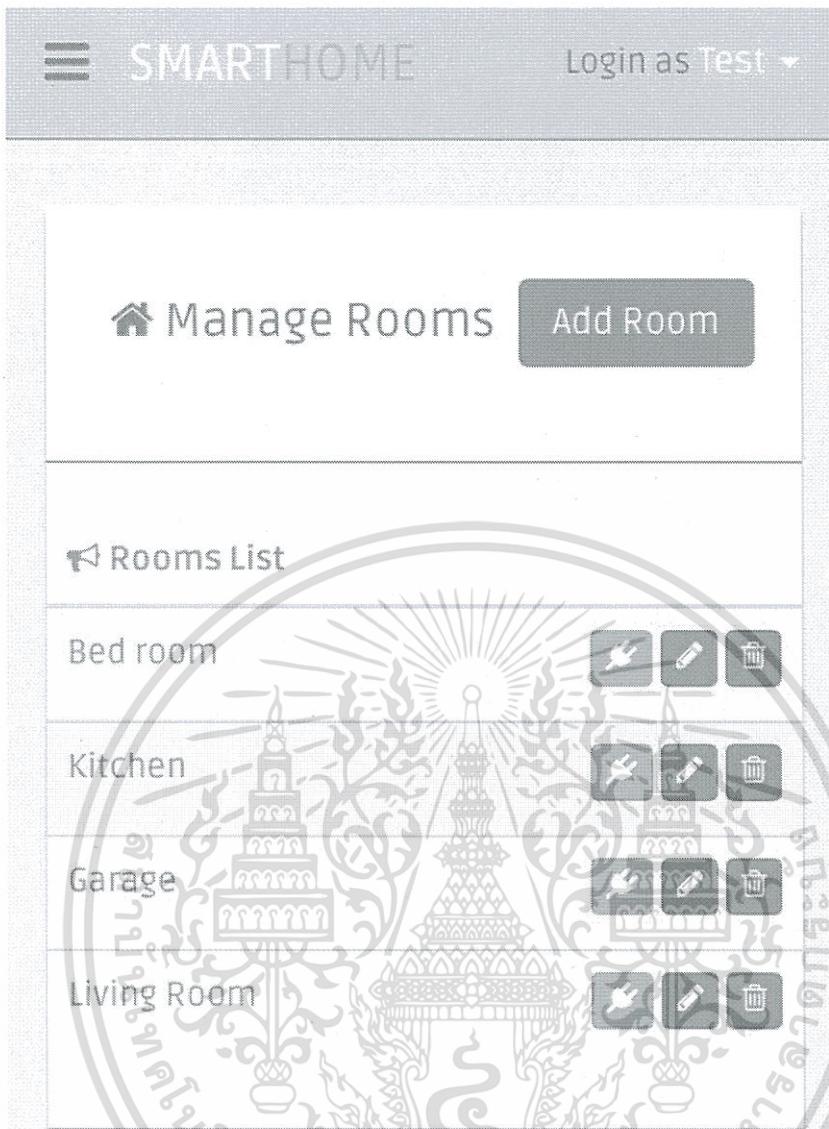 SMARTHOME Login as Test
Manage Rooms Add Room
Rooms List
Bed room
Kitchen
Garage
Living Room